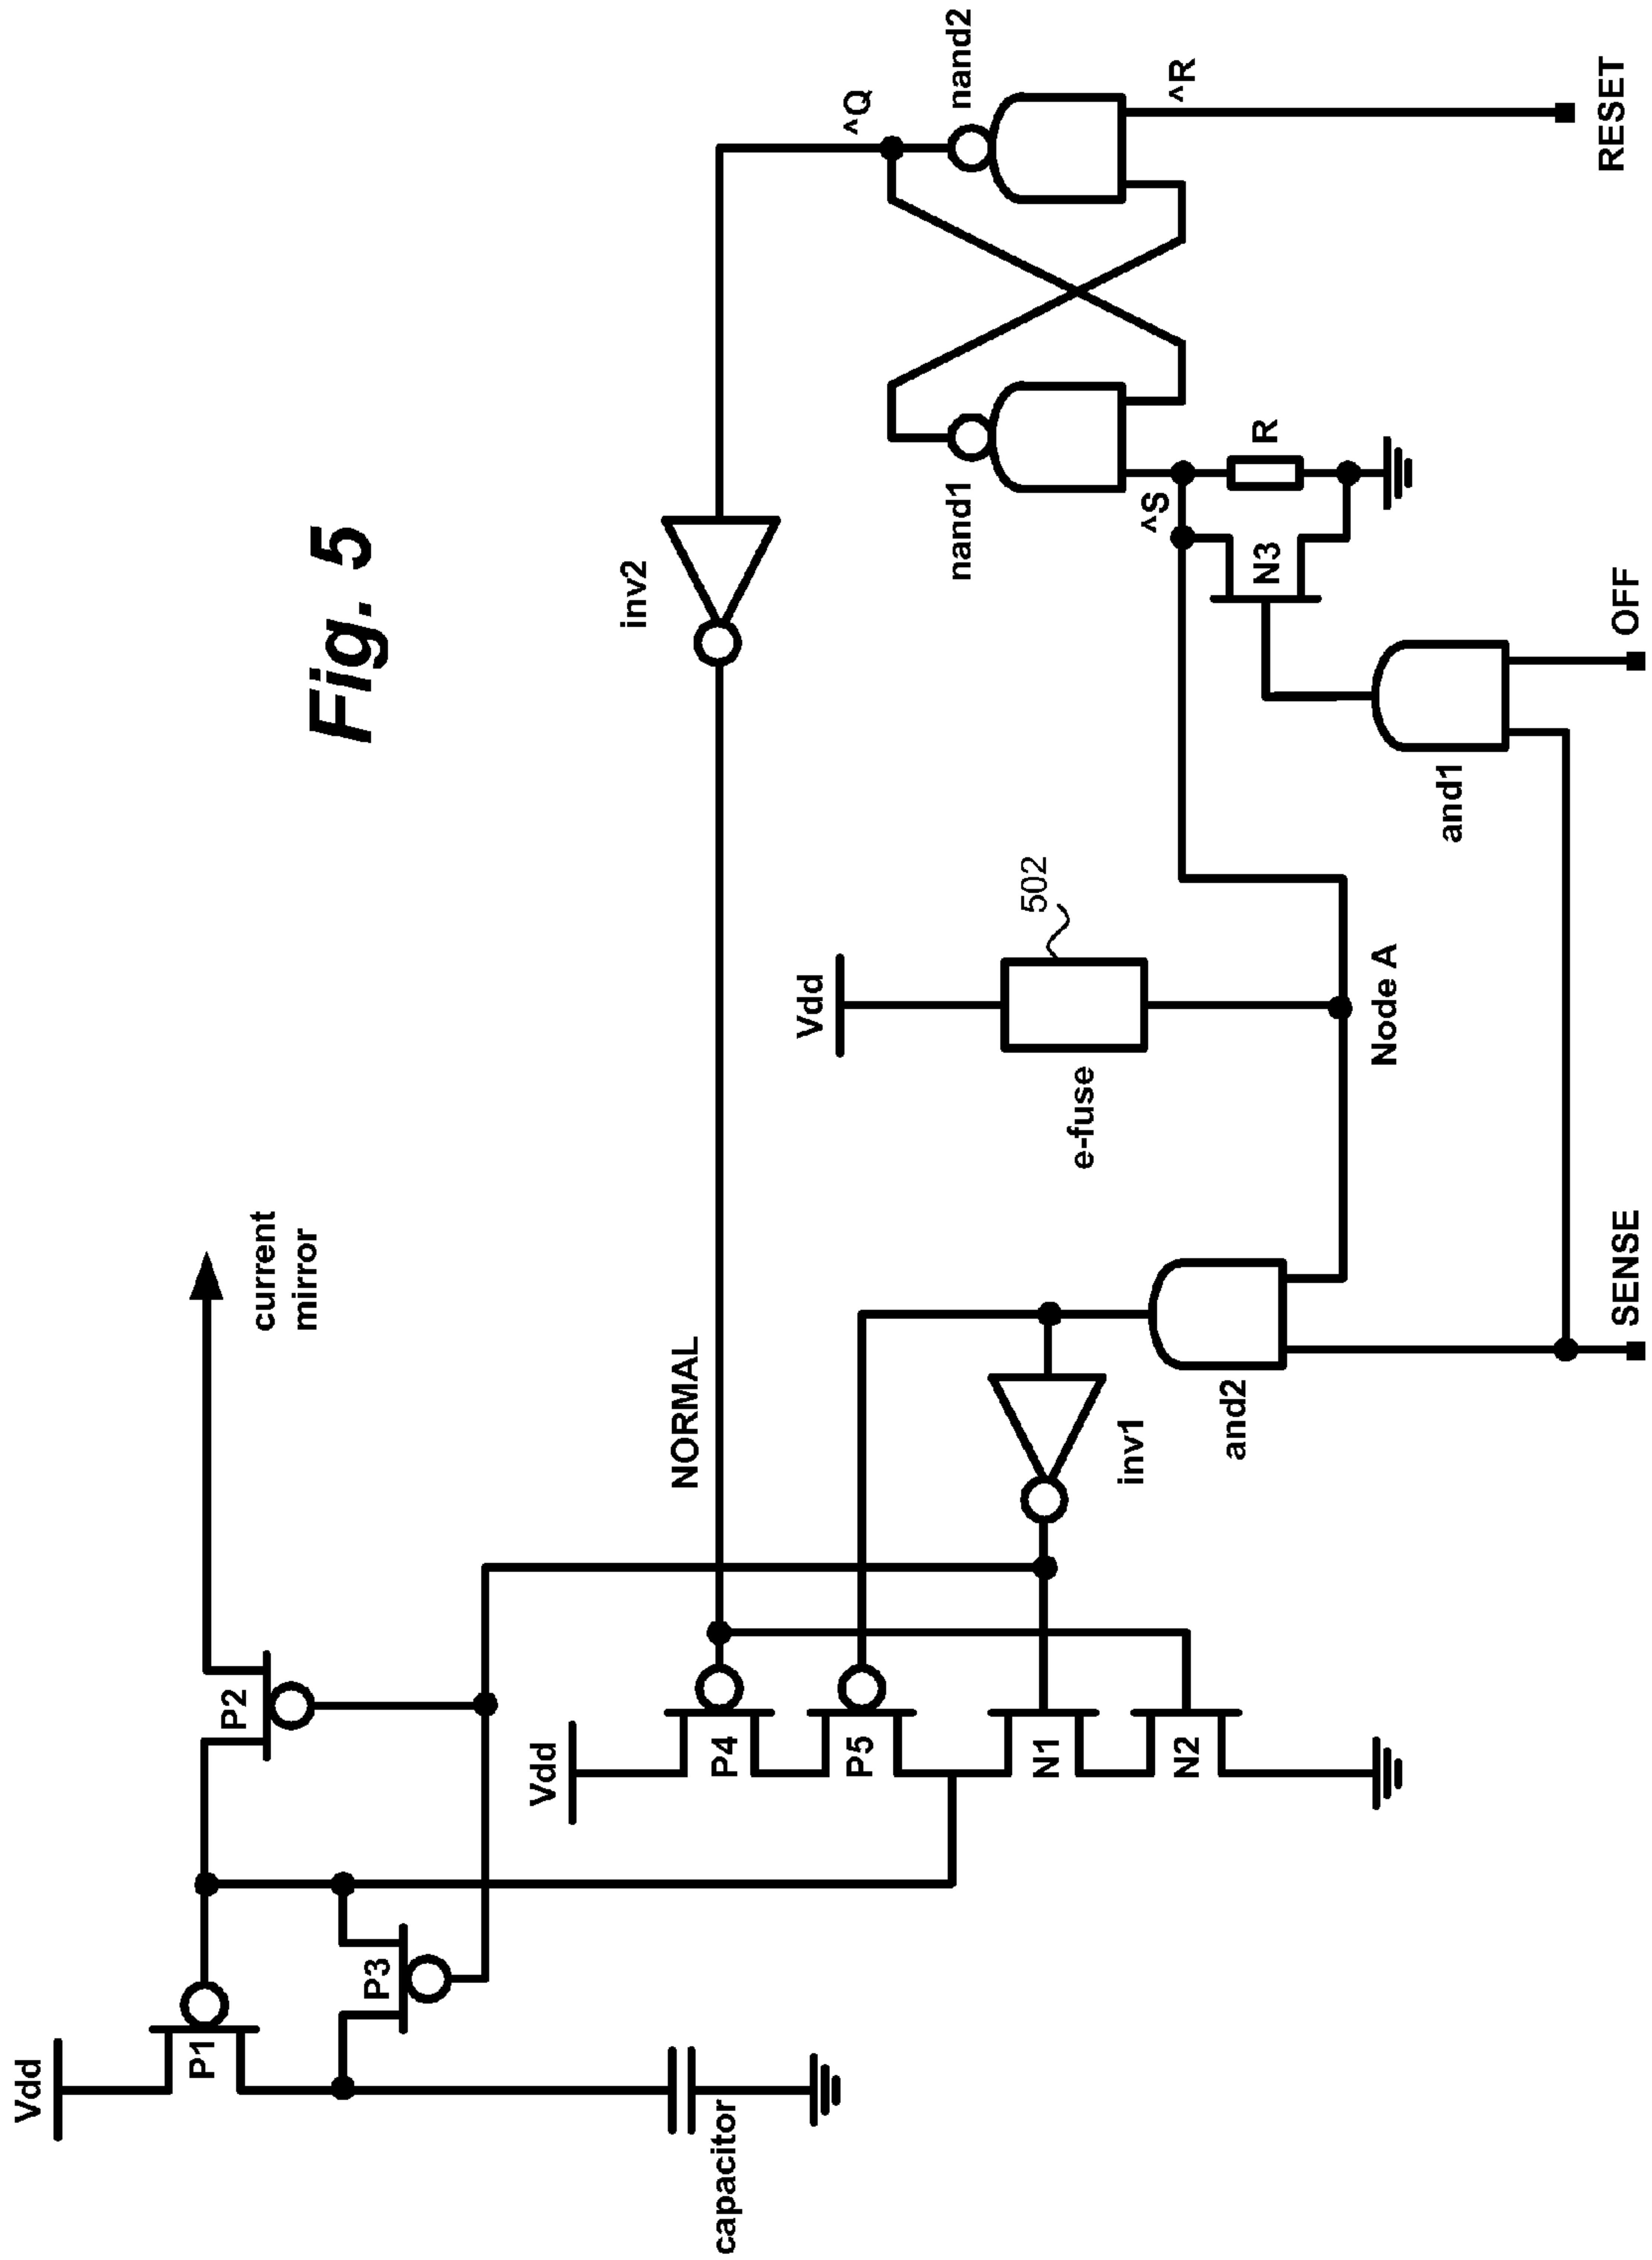 Fig. 5
Vdd
P1
P2
P3
current
mirror
capacitor
Vdd
P4
P5
N1
N2
NORMAL
inv1
and2
SENSE
Vdd
502
e-fuse
Node A
inv2
^Q
nand2
nand1
^S
^R
R
N3
and1
OFF
RESET